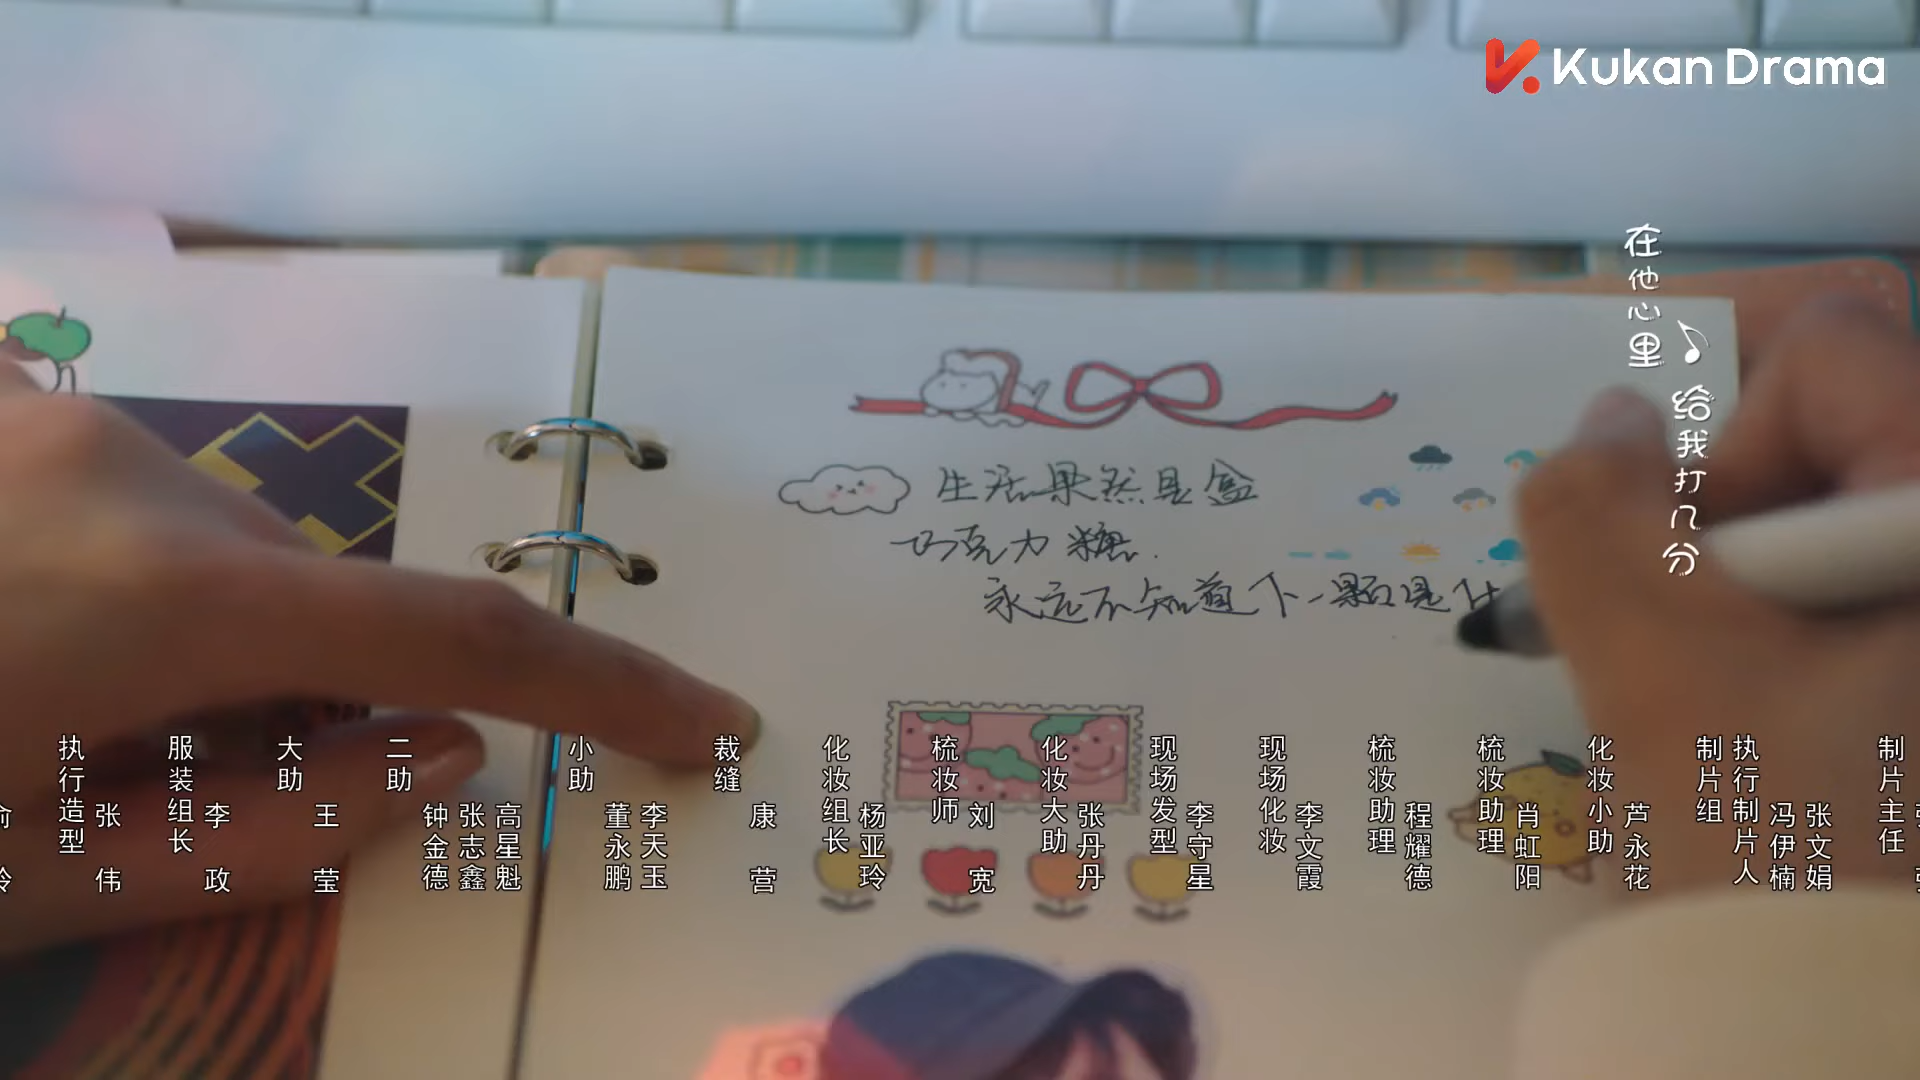 Kukan Drama
在他心里
给我打几分
生活果然是盒
巧克力糖.
永远不知道下一颗是什
执行造型
张伟
服装组长
李政
大助
王莹
二助
钟金德
张志鑫
高星魁
小助
董永鹏
李天玉
裁缝
康营
化妆组长
杨亚玲
梳妆师
刘宽
化妆大助
张丹丹
现场发型
李守星
现场化妆
李文霞
梳妆助理
程耀德
梳妆助理
肖虹阳
化妆小助
芦永花
制片组
执行制片人
冯伊楠
张文娟
制片主任